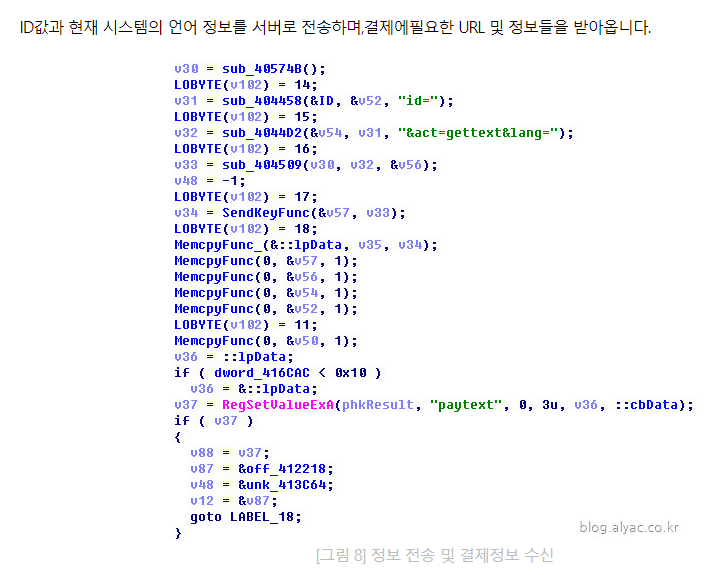 ID값과 현재 시스템의 언어 정보를 서버로 전송하며,결제에필요한 URL 및 정보들을 받아옵니다.
v30 = sub_40574B();
LOBYTE(v102) = 14;
v31 = sub_404458(&ID, &v52, "id=");
LOBYTE(v102) = 15;
v32 = sub_4044D2(&v54, v31, "&act=gettext&lang=");
LOBYTE(v102) = 16;
v33 = sub_404509(v30, v32, &v56);
v48 = -1;
LOBYTE(v102) = 17;
v34 = SendKeyFunc(&v57, v33);
LOBYTE(v102) = 18;
MemcpyFunc_(&::lpData, v35, v34);
MemcpyFunc(0, &v57, 1);
MemcpyFunc(0, &v56, 1);
MemcpyFunc(0, &v54, 1);
MemcpyFunc(0, &v52, 1);
LOBYTE(v102) = 11;
MemcpyFunc(0, &v50, 1);
v36 = ::lpData;
if ( dword_416CAC < 0x10 )
v36 = &::lpData;
v37 = RegSetValueExA(phkResult, "paytext", 0, 3u, v36, ::cbData);
if ( v37 )
{
v88 = v37;
v87 = &off_412218;
v48 = &unk_413C64;
v12 = &v87;
goto LABEL_18;
}
blog.alyac.co.kr
[그림 8] 정보 전송 및 결제정보 수신